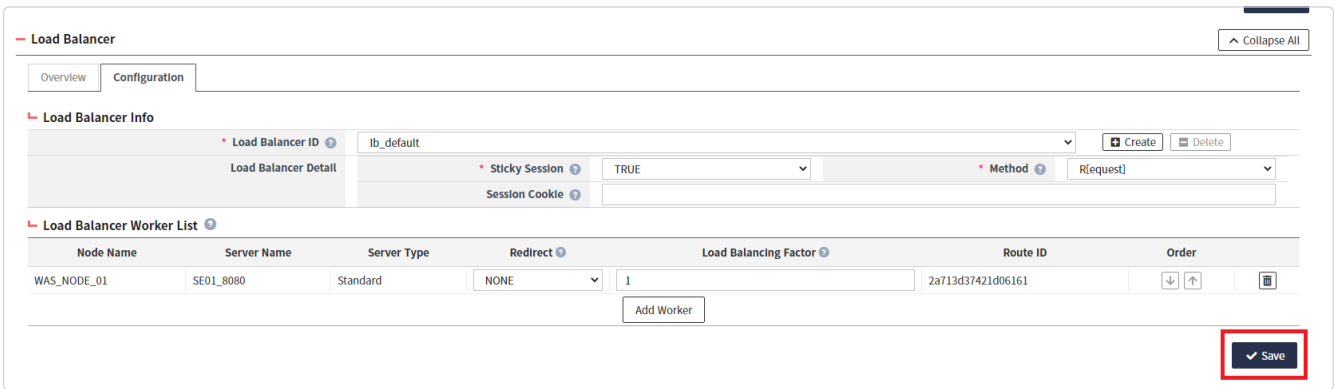 Load Balancer
Collapse All
Overview Configuration
Load Balancer Info
* Load Balancer ID ? lb_default Create Delete
Load Balancer Detail * Sticky Session ? TRUE * Method ? R[equest]
Session Cookie ?
Load Balancer Worker List ?
Node Name Server Name Server Type Redirect ? Load Balancing Factor ? Route ID Order
WAS_NODE_01 SE01_8080 Standard NONE 1 2a713d37421d06161
Add Worker
Save